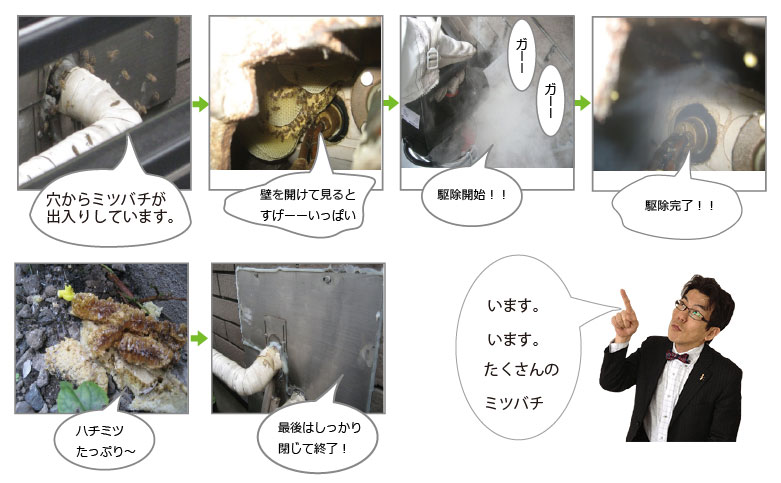 穴からミツバチが
出入りしています。
壁を開けて見ると
すげーーいっぱい
ガー
ガー
駆除開始！！
駆除完了！！
ハチミツ
たっぷり～
最後はしっかり
閉じて終了！
います。
います。
たくさんの
ミツバチ